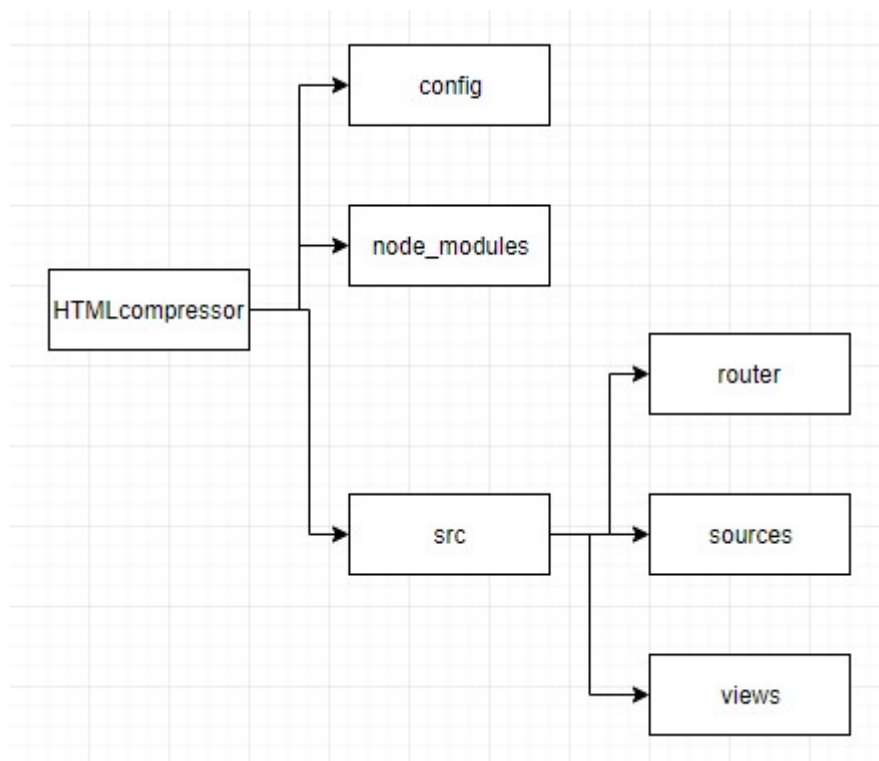 config
node_modules
HTMLcompressor
router
src
sources
views